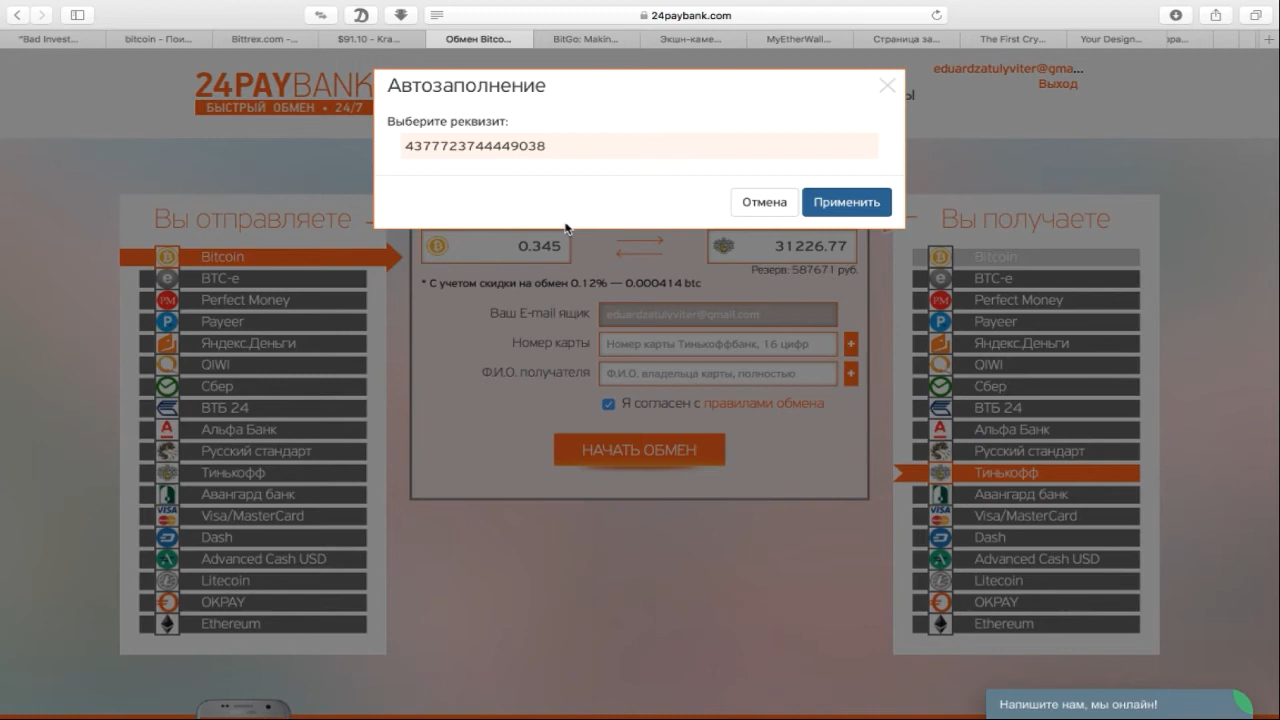 24paybank.com
"Bad Invest...
bitcoin – Пои...
Bittrex.com –...
$91.10 – Kra...
Обмен Bitco...
BitGo: Makin...
Экшн-каме...
MyEtherWall...
Страница за...
The First Cry...
Your Design...
24PAYBANK
БЫСТРЫЙ ОБМЕН • 24/7
eduardzatulyviter@gma...
Выход
Автозаполнение
Выберите реквизит:
4377723744449038
Отмена
Применить
Вы отправляете
Bitcoin
BTC-e
Perfect Money
Payeer
Яндекс.Деньги
QIWI
Сбер
ВТБ 24
Альфа Банк
Русский стандарт
Тинькофф
Авангард банк
Visa/MasterCard
Dash
Advanced Cash USD
Litecoin
OKPAY
Ethereum
0.345
31226.77
Резерв: 587671 руб.
* С учетом скидки на обмен 0.12% — 0.000414 btc
Ваш E-mail ящик
eduardzatulyviter@gmail.com
Номер карты
Номер карты Тинькоффбанк, 16 цифр
+
Ф.И.О. получателя
Ф.И.О. владельца карты, полностью
+
Я согласен с правилами обмена
НАЧАТЬ ОБМЕН
Вы получаете
Bitcoin
BTC-e
Perfect Money
Payeer
Яндекс.Деньги
QIWI
Сбер
ВТБ 24
Альфа Банк
Русский стандарт
Тинькофф
Авангард банк
Visa/MasterCard
Dash
Advanced Cash USD
Litecoin
OKPAY
Ethereum
Напишите нам, мы онлайн!